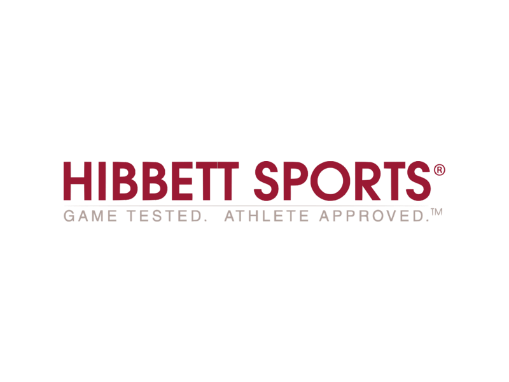 HIBBETT SPORTS®
GAME TESTED. ATHLETE APPROVED.™